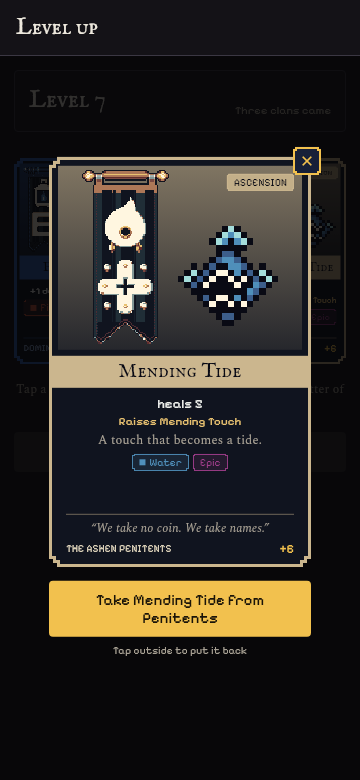 Level up
Level 7
Three clans came
ASCENSION
Mending Tide
heals S
Raises Mending Touch
A touch that becomes a tide.
Water Epic
“We take no coin. We take names.”
THE ASHEN PENITENTS +6
Take Mending Tide from
Penitents
Tap outside to put it back